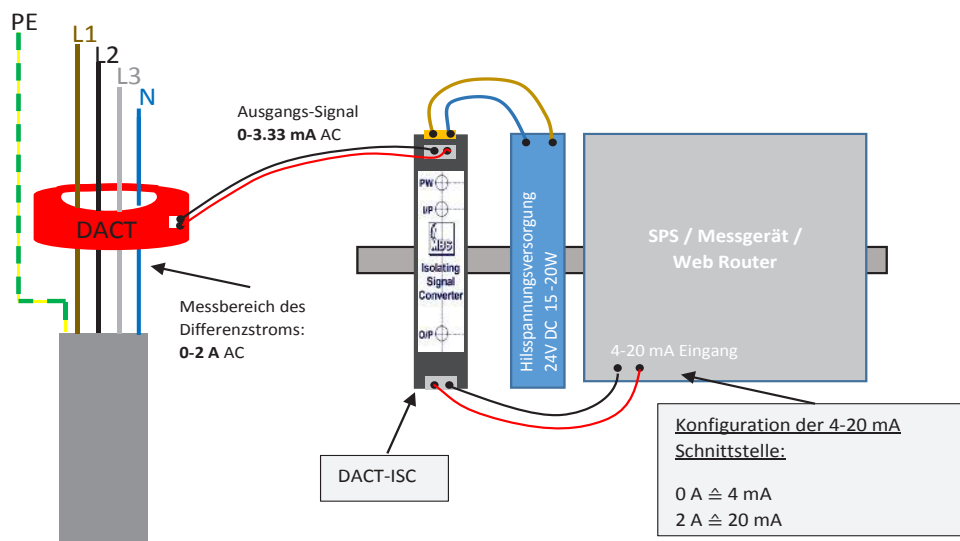 PE
L1
L2
L3
N
DACT
Ausgangs-Signal
0-3.33 mA AC
Messbereich des
Differenzstroms:
0-2 A AC
PW
I/P
MBS
Isolating
Signal
Converter
O/P
DACT-ISC
Hilsspannungsversorgung
24V DC 15 -20W
SPS / Messgerät /
Web Router
4-20 mA Eingang
Konfiguration der 4-20 mA
Schnittstelle:
0 A ≙ 4 mA
2 A ≙ 20 mA